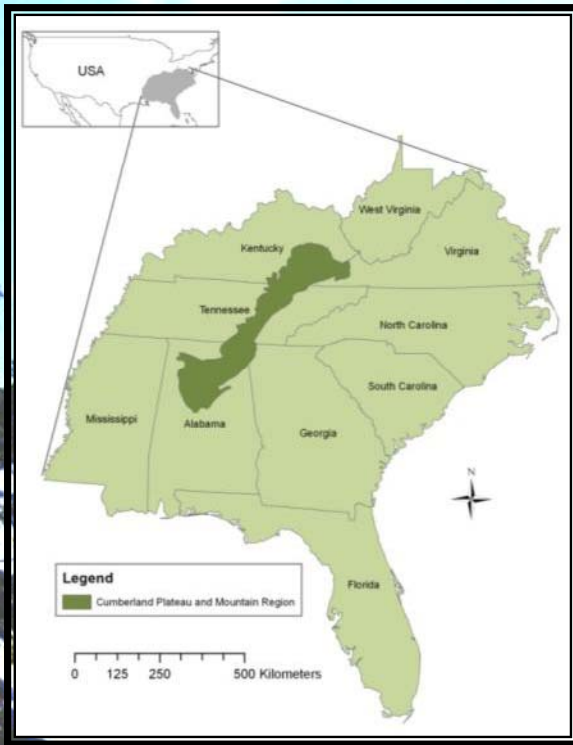 USA
West Virginia
Kentucky
Virginia
Tennessee
North Carolina
South Carolina
Mississippi
Alabama
Georgia
N
Florida
Legend
Cumberland Plateau and Mountain Region
0 125 250 500 Kilometers